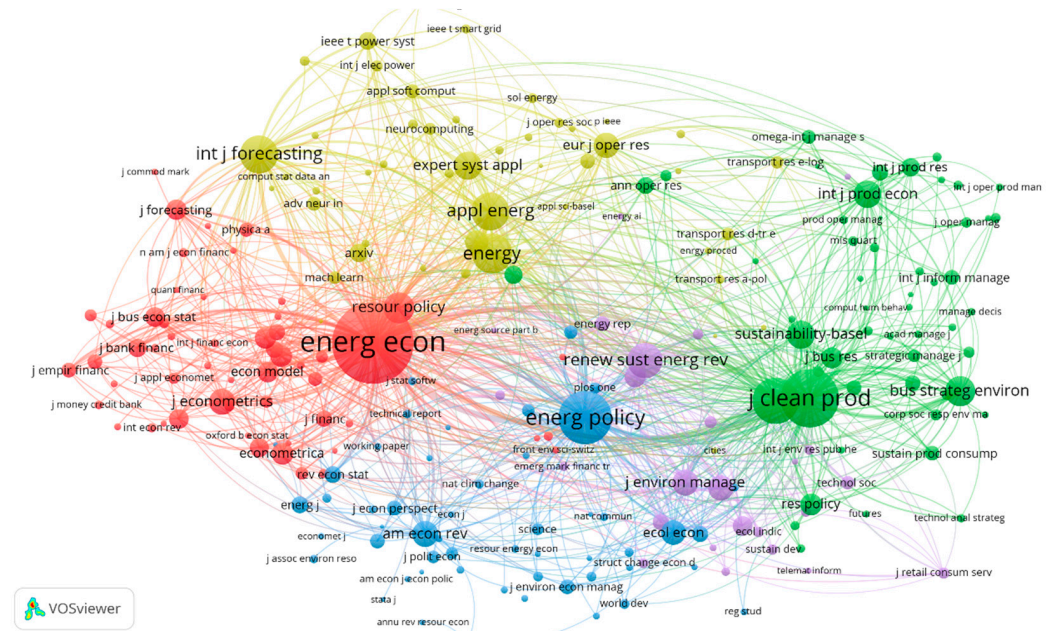 ieee t smart grid
ieee t power syst
int j elec power
appl soft comput
sol energy
neurocomputing
j oper res soc
p ieee
eur j oper res
omega-int j manage s
int j forecasting
expert syst appl
transport res e-log
int j prod res
j commod mark
comput stat data an
ann oper res
int j prod econ
int j oper prod man
j forecasting
adv neur in
appl energ
appl sci-basel
energy ai
prod oper manag
j oper manag
physica a
transport res d-tr e
mis quart
n am j econ financ
arxiv
energy
energy proced
mach learn
transport res a-pol
int j inform manage
quant financ
resour policy
comput hum behav
manage decis
j bus econ stat
energy source part b
energy rep
sustainability-basel
acad manage j
int j financ econ
energ econ
j bank financ
renew sust energ rev
j bus res
strategic manage j
j empir financ
econ model
j appl economet
j stat softw
plos one
j clean prod
bus strateg environ
j money credit bank
j econometrics
technical report
energ policy
corp soc resp env ma
int econ rev
j financ
oxford b econ stat
working paper
front env sci-switz
cities
int j env res pub he
econometrica
emerg mark financ tr
sustain prod consump
rev econ stat
nat clim change
j environ manage
technol soc
energ j
j econ perspect
econ j
nat commun
res policy
futures
technol anal strateg
economet j
am econ rev
science
ecol econ
ecol indic
j assoc environ reso
j polit econ
resour energy econ
sustain dev
struct change econ d
telemat inform
j retail consum serv
am econ j-econ polic
j environ econ manag
stata j
world dev
reg stud
annu rev resour econ
VOSviewer